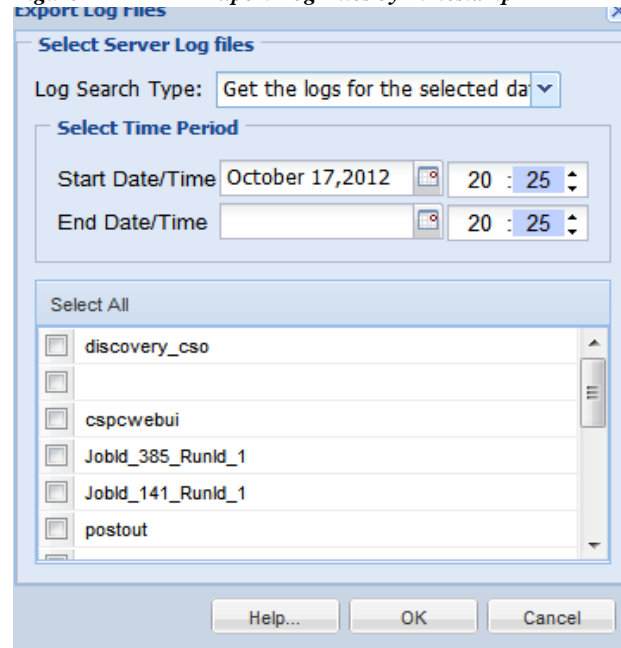 Export Log Files
Select Server Log files
Log Search Type: Get the logs for the selected da
Select Time Period
Start Date/Time October 17,2012 20 : 25
End Date/Time 20 : 25
Select All
discovery_cso
cspcwebui
JobId_385_RunId_1
JobId_141_RunId_1
postout
Help... OK Cancel